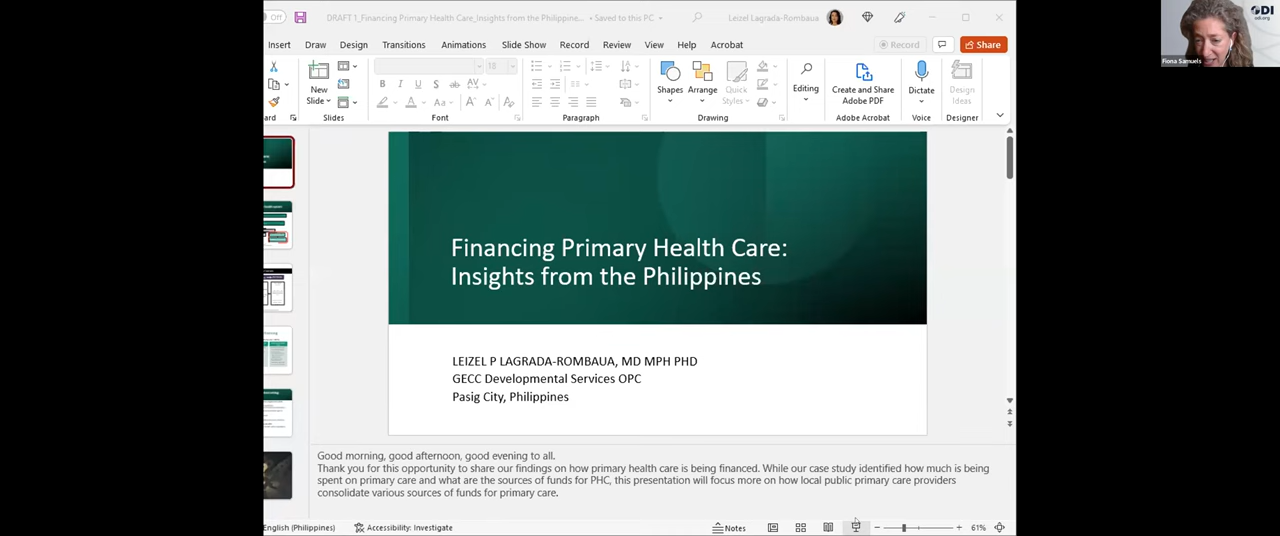 Off
DRAFT 1_Financing Primary Health Care_Insights from the Philippine... • Saved to this PC
Leizel Lagrada-Rombaua
Insert Draw Design Transitions Animations Slide Show Record Review View Help Acrobat
Record
Share
New
Slide
18
B I U S ab
Aa
A A
Shapes
Arrange
Quick
Styles
Editing
Create and Share
Adobe PDF
Dictate
Design
Ideas
ard
Slides
Font
Paragraph
Drawing
Adobe Acrobat
Voice
Designer
Financing Primary Health Care:
Insights from the Philippines
LEIZEL P LAGRADA-ROMBAUA, MD MPH PHD
GECC Developmental Services OPC
Pasig City, Philippines
Good morning, good afternoon, good evening to all.
Thank you for this opportunity to share our findings on how primary health care is being financed. While our case study identified how much is being
spent on primary care and what are the sources of funds for PHC, this presentation will focus more on how local public primary care providers
consolidate various sources of funds for primary care.
English (Philippines)
Accessibility: Investigate
Notes
61%
ODI
odi.org
Fiona Samuels